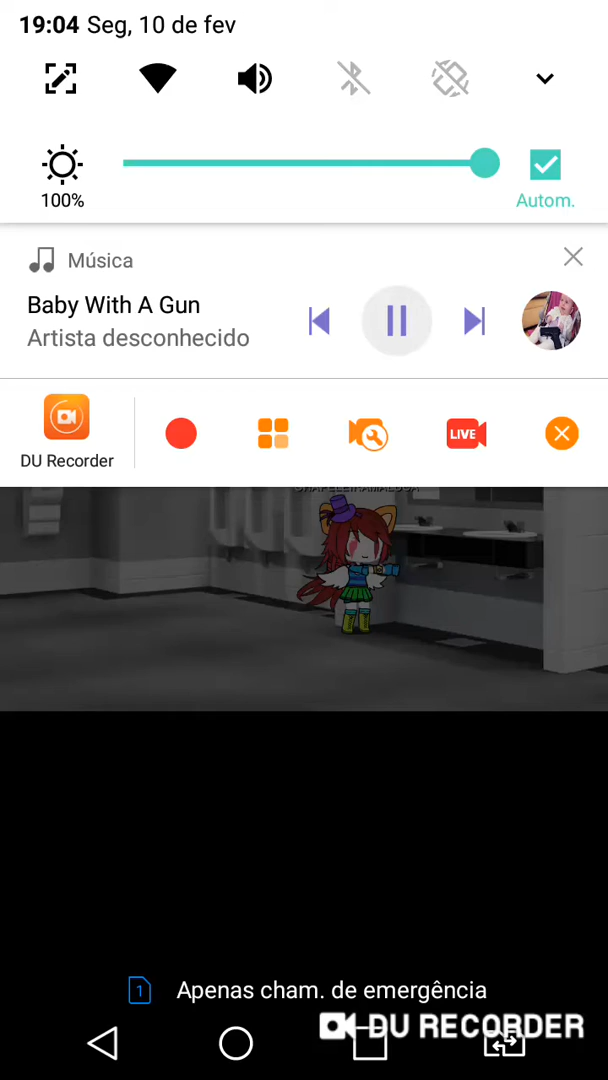 19:04 Seg, 10 de fev
100%
Autom.
Música
Baby With A Gun
Artista desconhecido
DU Recorder
LIVE
1
Apenas cham. de emergência
DU RECORDER